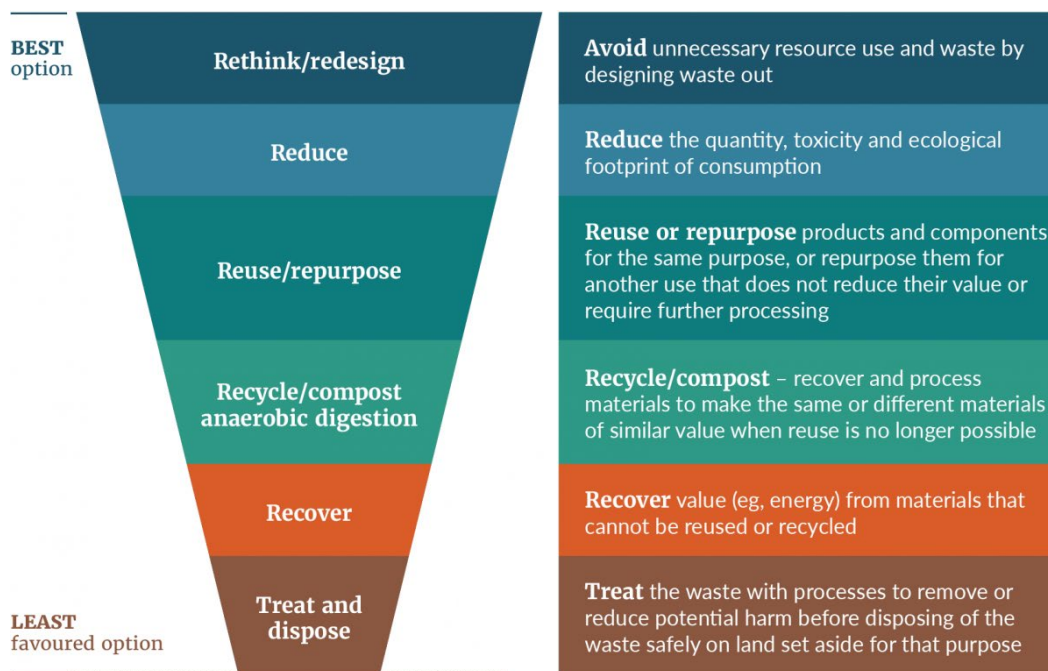 BEST
option
Rethink/redesign
Avoid unnecessary resource use and waste by
designing waste out
Reduce
Reduce the quantity, toxicity and ecological
footprint of consumption
Reuse/repurpose
Reuse or repurpose products and components
for the same purpose, or repurpose them for
another use that does not reduce their value or
require further processing
Recycle/compost
anaerobic digestion
Recycle/compost – recover and process
materials to make the same or different materials
of similar value when reuse is no longer possible
Recover
Recover value (eg, energy) from materials that
cannot be reused or recycled
LEAST
favoured option
Treat and
dispose
Treat the waste with processes to remove or
reduce potential harm before disposing of the
waste safely on land set aside for that purpose